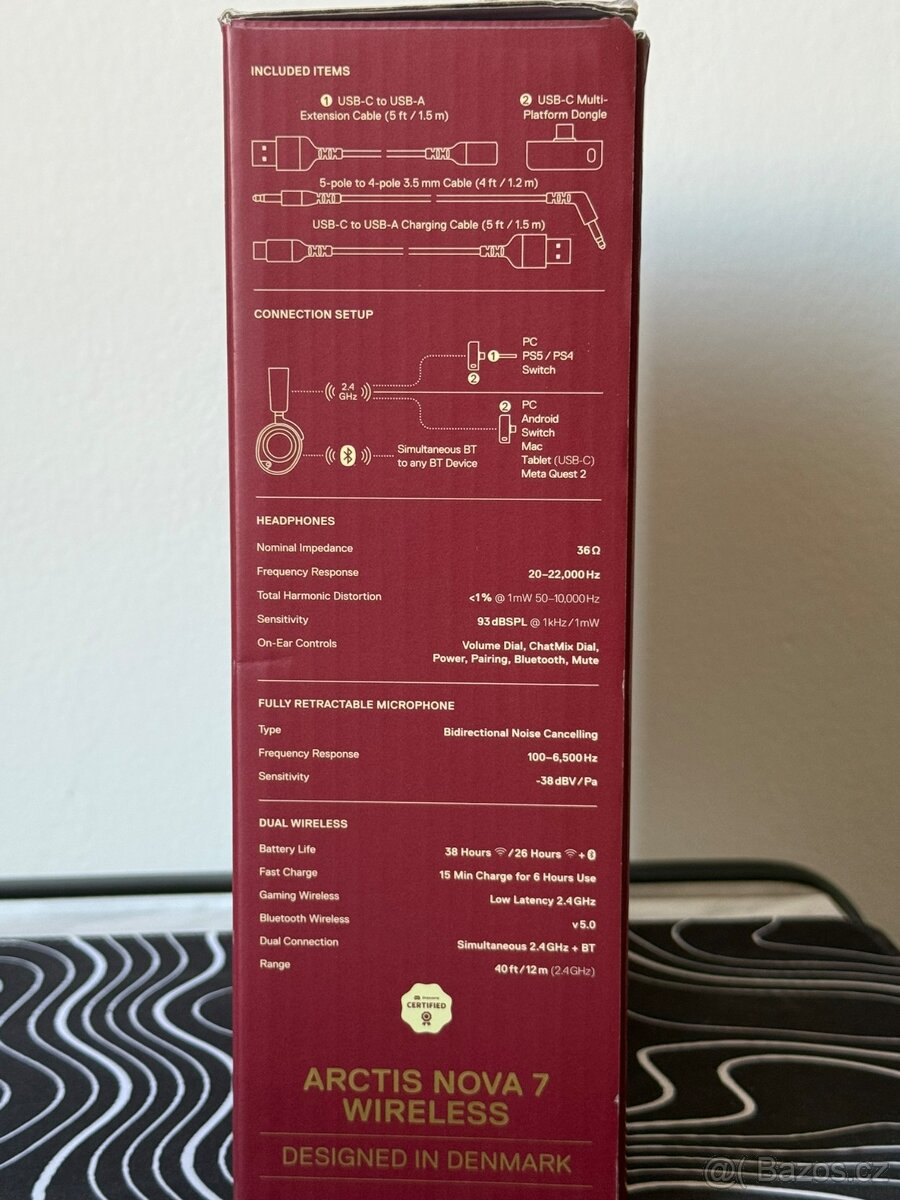 INCLUDED ITEMS
1 USB-C to USB-A
Extension Cable (5 ft / 1.5 m)
2 USB-C Multi-
Platform Dongle
5-pole to 4-pole 3.5 mm Cable (4 ft / 1.2 m)
USB-C to USB-A Charging Cable (5 ft / 1.5 m)
CONNECTION SETUP
2.4
GHz
1
2
PC
PS5 / PS4
Switch
2
PC
Android
Switch
Mac
Tablet (USB-C)
Meta Quest 2
Simultaneous BT
to any BT Device
HEADPHONES
Nominal Impedance 36 Ω
Frequency Response 20–22,000 Hz
Total Harmonic Distortion <1% @ 1mW 50–10,000 Hz
Sensitivity 93 dBSPL @ 1kHz / 1mW
On-Ear Controls Volume Dial, ChatMix Dial,
Power, Pairing, Bluetooth, Mute
FULLY RETRACTABLE MICROPHONE
Type Bidirectional Noise Cancelling
Frequency Response 100–6,500 Hz
Sensitivity -38 dBV / Pa
DUAL WIRELESS
Battery Life 38 Hours / 26 Hours +
Fast Charge 15 Min Charge for 6 Hours Use
Gaming Wireless Low Latency 2.4 GHz
Bluetooth Wireless v 5.0
Dual Connection Simultaneous 2.4GHz + BT
Range 40 ft / 12 m (2.4GHz)
CERTIFIED
ARCTIS NOVA 7
WIRELESS
DESIGNED IN DENMARK
@( Bazoš.cz